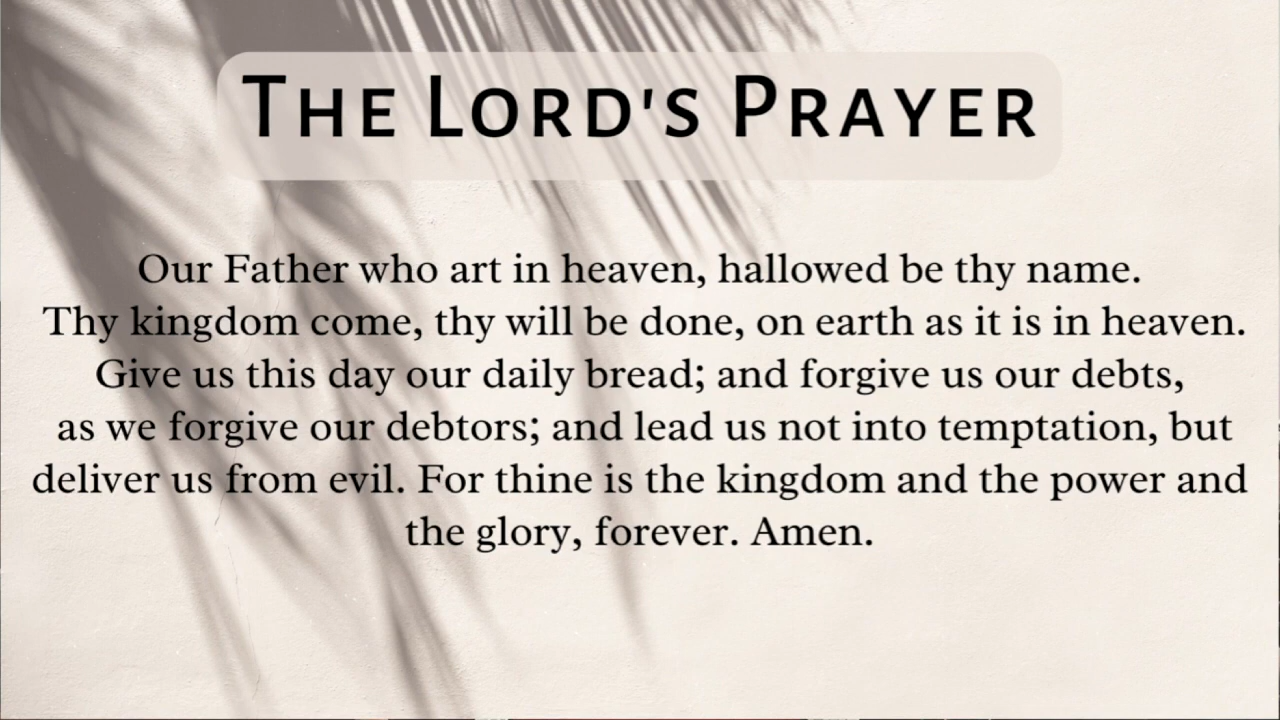 The Lord's Prayer
Our Father who art in heaven, hallowed be thy name.
Thy kingdom come, thy will be done, on earth as it is in heaven.
Give us this day our daily bread; and forgive us our debts,
as we forgive our debtors; and lead us not into temptation, but
deliver us from evil. For thine is the kingdom and the power and
the glory, forever. Amen.